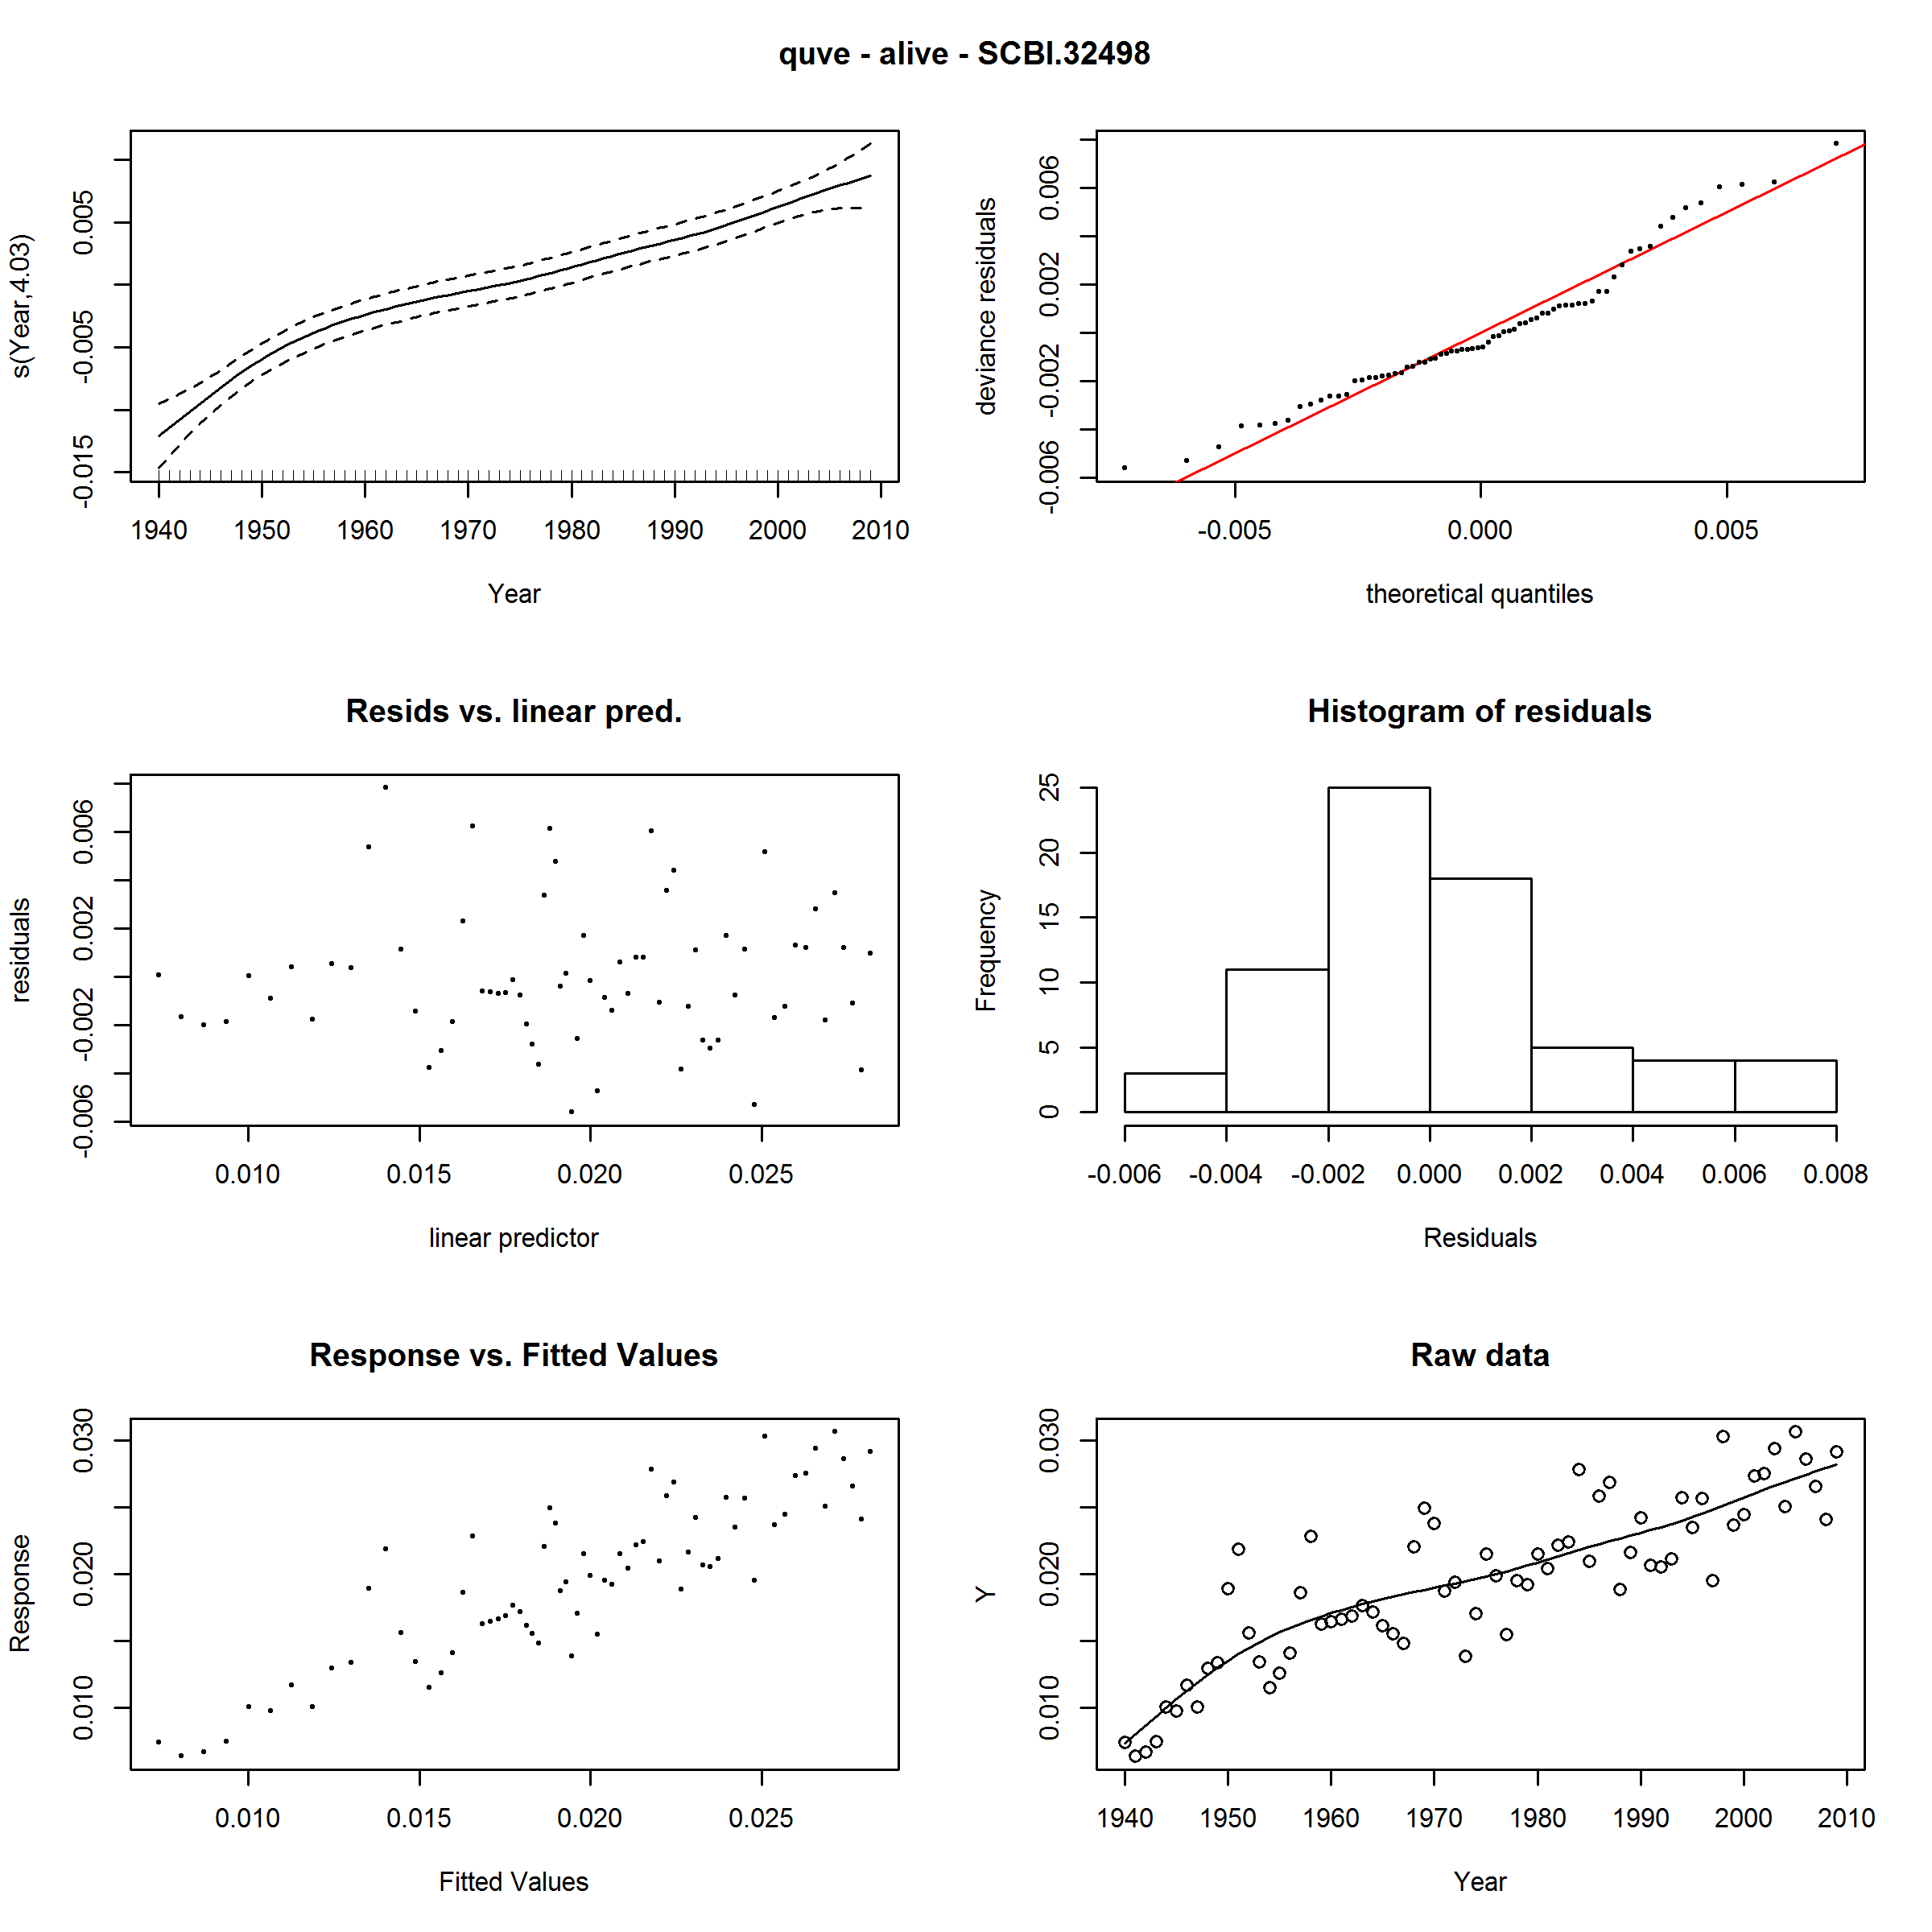 quve - alive - SCBI.32498
s(Year,4.03)
-0.015 -0.005 0.005
1940 1950 1960 1970 1980 1990 2000 2010
Year
deviance residuals
-0.006 -0.002 0.002 0.006
-0.005 0.000 0.005
theoretical quantiles
Resids vs. linear pred.
residuals
-0.006 -0.002 0.002 0.006
0.010 0.015 0.020 0.025
linear predictor
Histogram of residuals
Frequency
0 5 10 15 20 25
-0.006 -0.004 -0.002 0.000 0.002 0.004 0.006 0.008
Residuals
Response vs. Fitted Values
Response
0.010 0.020 0.030
0.010 0.015 0.020 0.025
Fitted Values
Raw data
Y
0.010 0.020 0.030
1940 1950 1960 1970 1980 1990 2000 2010
Year